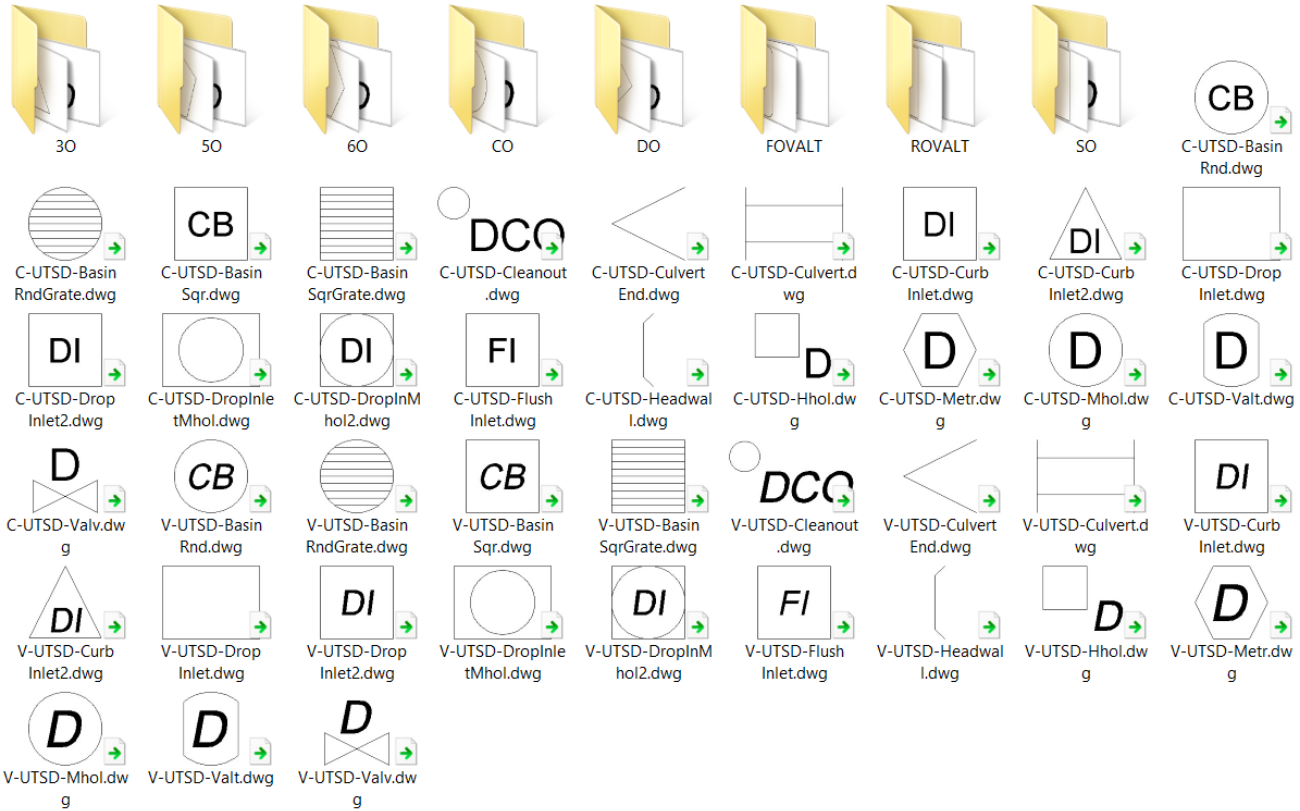 3O 5O 6O CO DO FOVALT ROVALT SO
CB
C-UTSD-Basin
Rnd.dwg
C-UTSD-Basin
RndGrate.dwg
CB
C-UTSD-Basin
Sqr.dwg
C-UTSD-Basin
SqrGrate.dwg
DCO
C-UTSD-Cleanout
.dwg
C-UTSD-Culvert
End.dwg
C-UTSD-Culvert.d
wg
DI
C-UTSD-Curb
Inlet.dwg
DI
C-UTSD-Curb
Inlet2.dwg
C-UTSD-Drop
Inlet.dwg
DI
C-UTSD-Drop
Inlet2.dwg
C-UTSD-DropInle
tMhol.dwg
DI
C-UTSD-DropInM
hol2.dwg
FI
C-UTSD-Flush
Inlet.dwg
C-UTSD-Headwal
l.dwg
D
C-UTSD-Hhol.dw
g
D
C-UTSD-Metr.dw
g
D
C-UTSD-Mhol.dw
g
D
C-UTSD-Valt.dwg
D
C-UTSD-Valv.dw
g
CB
V-UTSD-Basin
Rnd.dwg
V-UTSD-Basin
RndGrate.dwg
CB
V-UTSD-Basin
Sqr.dwg
V-UTSD-Basin
SqrGrate.dwg
DCO
V-UTSD-Cleanout
.dwg
V-UTSD-Culvert
End.dwg
V-UTSD-Culvert.d
wg
DI
V-UTSD-Curb
Inlet.dwg
DI
V-UTSD-Curb
Inlet2.dwg
V-UTSD-Drop
Inlet.dwg
DI
V-UTSD-Drop
Inlet2.dwg
V-UTSD-DropInle
tMhol.dwg
DI
V-UTSD-DropInM
hol2.dwg
FI
V-UTSD-Flush
Inlet.dwg
V-UTSD-Headwal
l.dwg
D
V-UTSD-Hhol.dw
g
D
V-UTSD-Metr.dw
g
D
V-UTSD-Mhol.dw
g
D
V-UTSD-Valt.dwg
D
V-UTSD-Valv.dw
g